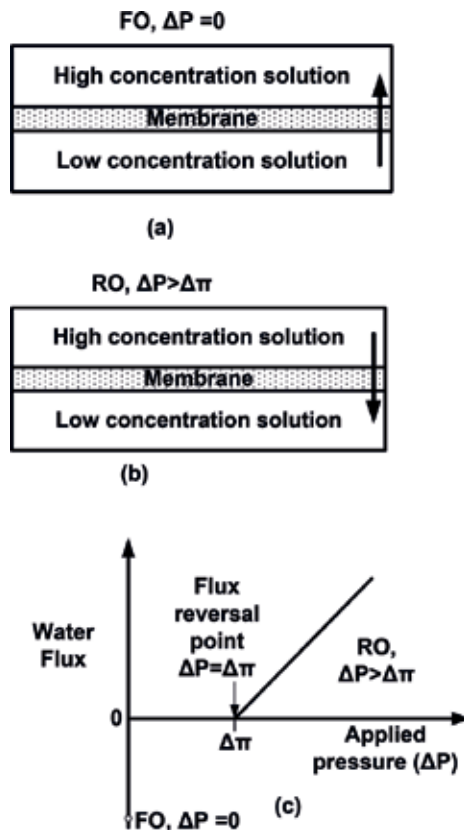 FO, ΔP =0
High concentration solution
Membrane
Low concentration solution
(a)
RO, ΔP>Δπ
High concentration solution
Membrane
Low concentration solution
(b)
Flux
reversal
point
ΔP=Δπ
Water
Flux
RO,
ΔP>Δπ
0
Δπ
Applied
pressure (ΔP)
FO, ΔP =0
(c)